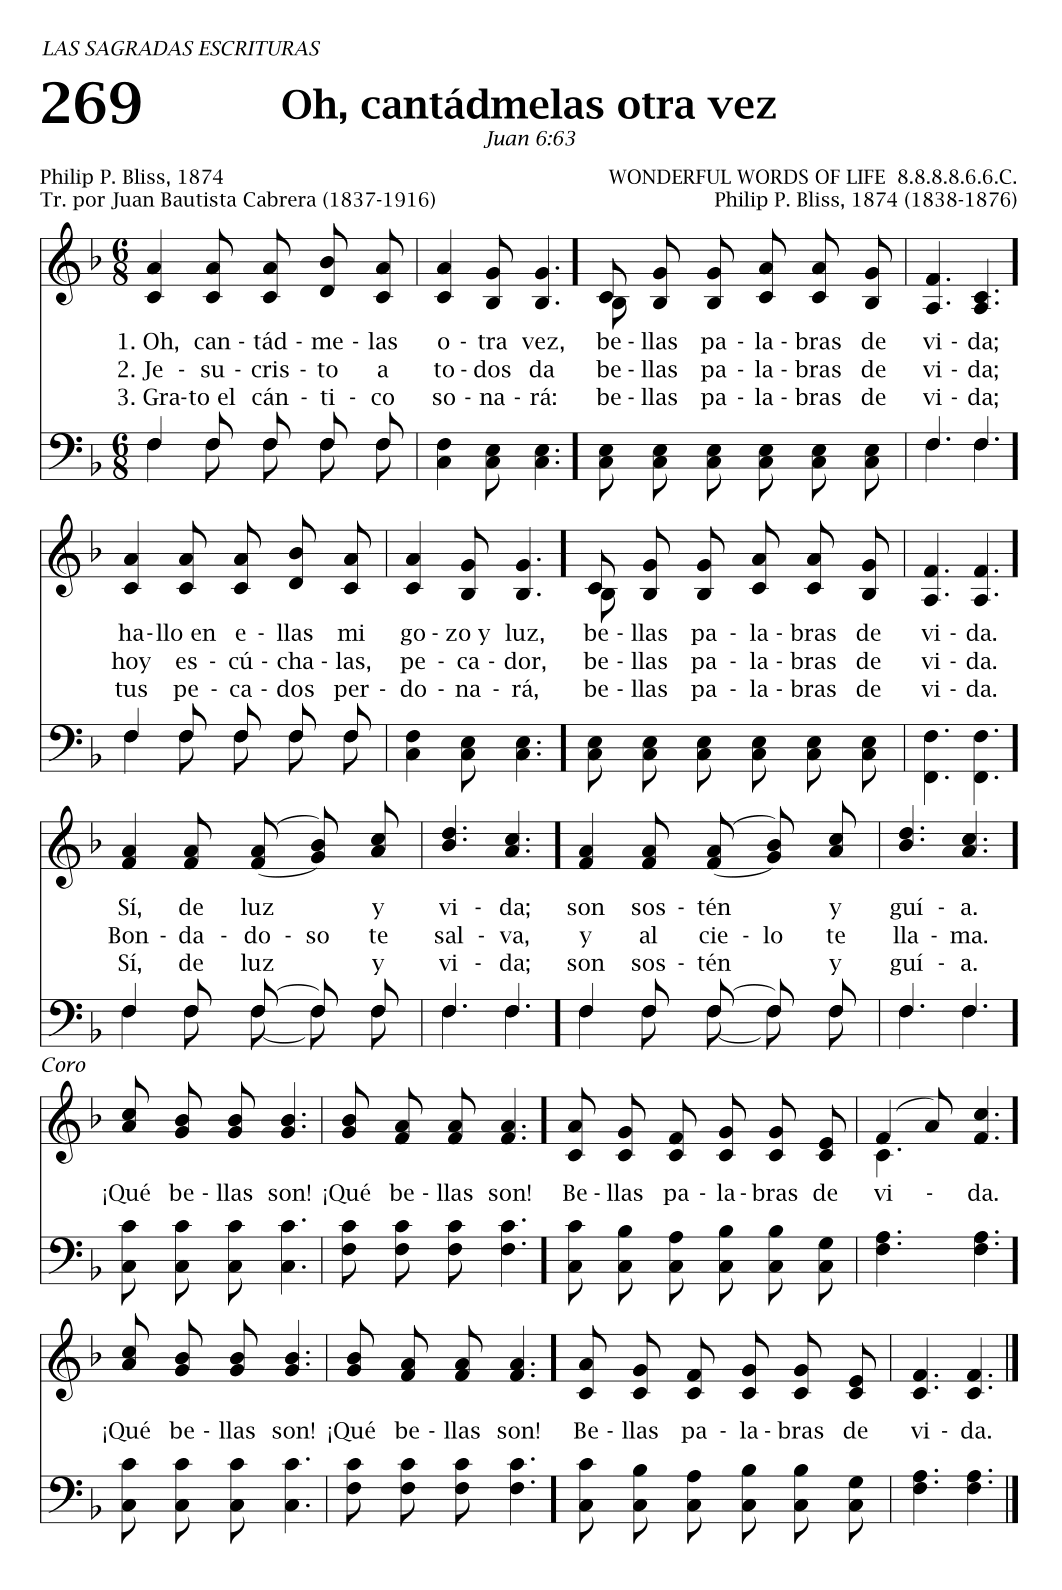 LAS SAGRADAS ESCRITURAS
269 Oh, cantádmelas otra vez
Juan 6:63
Philip P. Bliss, 1874 WONDERFUL WORDS OF LIFE 8.8.8.8.6.6.C.
Tr. por Juan Bautista Cabrera (1837-1916) Philip P. Bliss, 1874 (1838-1876)
6
8
1. Oh, can - tád - me - las o - tra vez, be - llas pa - la - bras de vi - da;
2. Je - su - cris - to a to - dos da be - llas pa - la - bras de vi - da;
3. Gra-to el cán - ti - co so - na - rá: be - llas pa - la - bras de vi - da;
6
8
ha-llo en e - llas mi go - zo y luz, be - llas pa - la - bras de vi - da.
hoy es - cú - cha - las, pe - ca - dor, be - llas pa - la - bras de vi - da.
tus pe - ca - dos per - do - na - rá, be - llas pa - la - bras de vi - da.
Sí, de luz y vi - da; son sos - tén y guí - a.
Bon - da - do - so te sal - va, y al cie - lo te lla - ma.
Sí, de luz y vi - da; son sos - tén y guí - a.
Coro
¡Qué be - llas son! ¡Qué be - llas son! Be - llas pa - la - bras de vi - da.
¡Qué be - llas son! ¡Qué be - llas son! Be - llas pa - la - bras de vi - da.